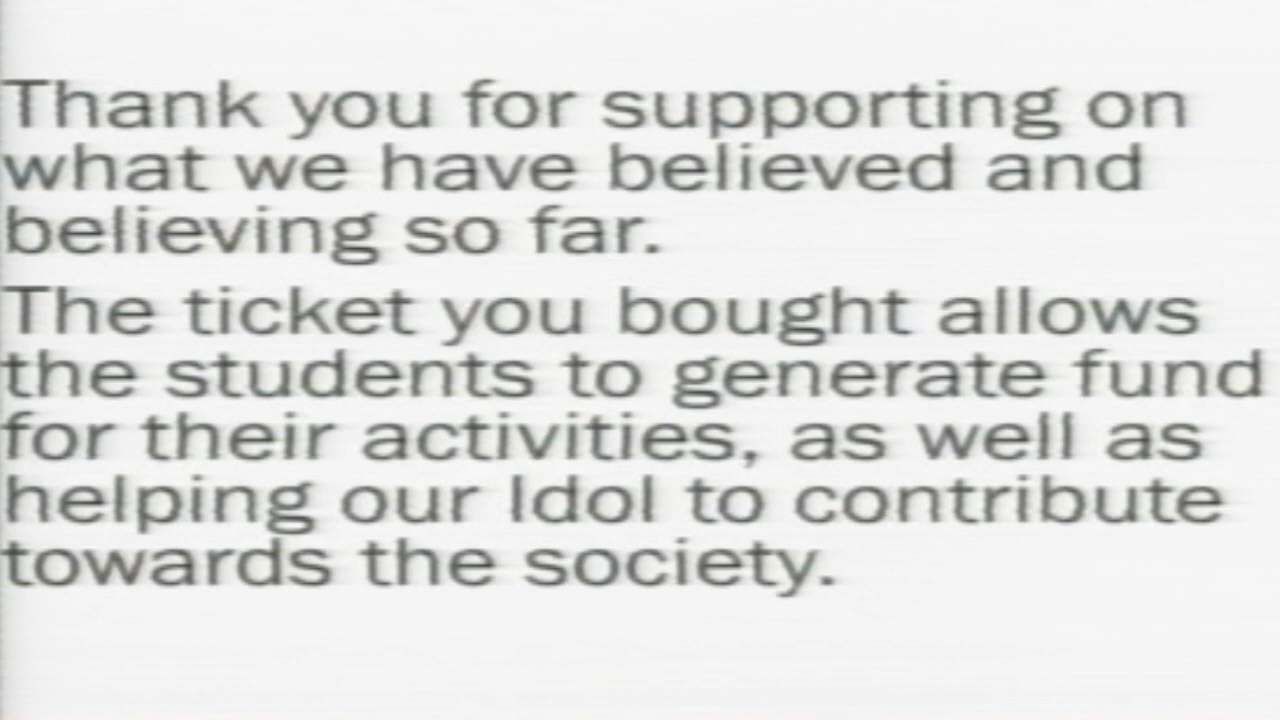 Thank you for supporting on
what we have believed and
believing so far.
The ticket you bought allows
the students to generate fund
for their activities, as well as
helping our Idol to contribute
towards the society.